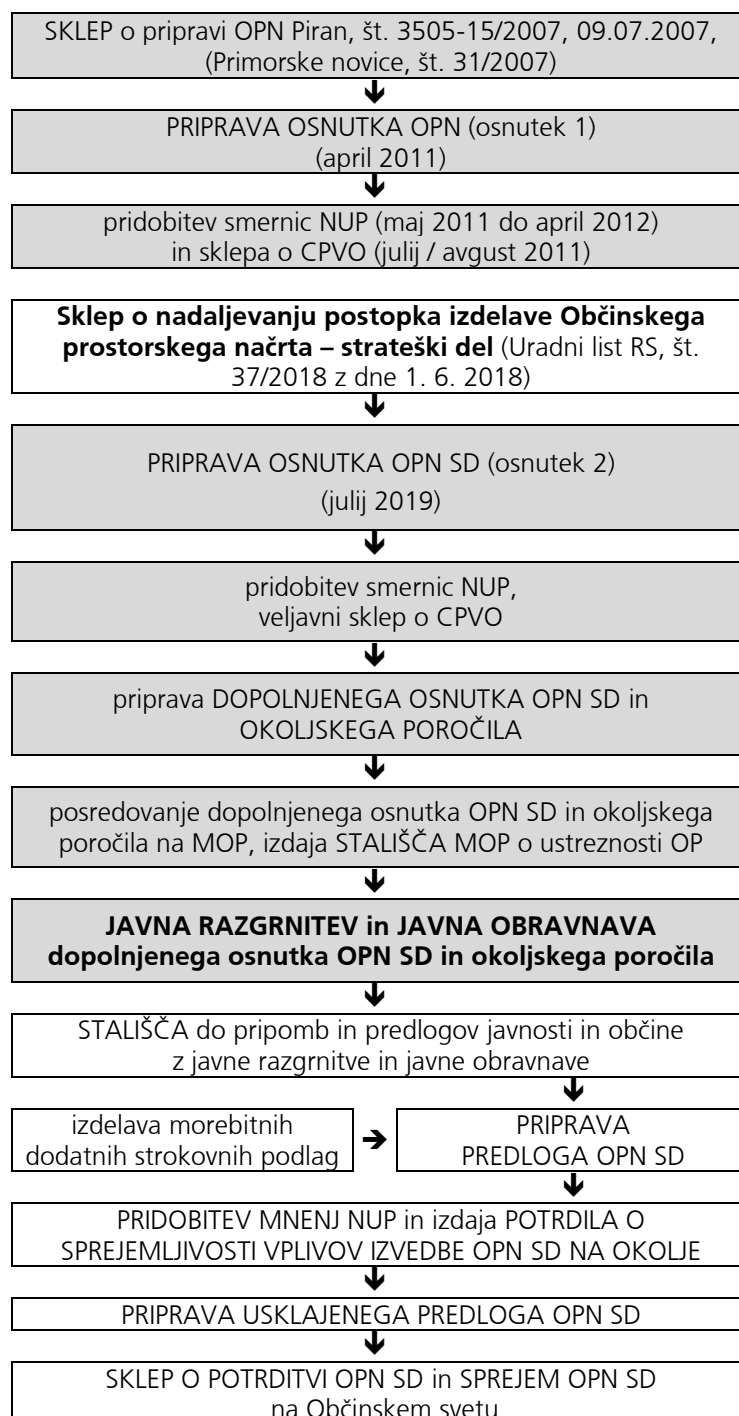 SKLEP o pripravi OPN Piran, št. 3505-15/2007, 09.07.2007,
(Primorske novice, št. 31/2007)
PRIPRAVA OSNUTKA OPN (osnutek 1)
(april 2011)
pridobitev smernic NUP (maj 2011 do april 2012)
in sklepa o CPVO (julij / avgust 2011)
Sklep o nadaljevanju postopka izdelave Občinskega
prostorskega načrta – strateški del (Uradni list RS, št.
37/2018 z dne 1. 6. 2018)
PRIPRAVA OSNUTKA OPN SD (osnutek 2)
(julij 2019)
pridobitev smernic NUP,
veljavni sklep o CPVO
priprava DOPOLNJENEGA OSNUTKA OPN SD in
OKOLJSKEGA POROČILA
posredovanje dopolnjenega osnutka OPN SD in okoljskega
poročila na MOP, izdaja STALIŠČA MOP o ustreznosti OP
JAVNA RAZGRNITEV in JAVNA OBRAVNAVA
dopolnjenega osnutka OPN SD in okoljskega poročila
STALIŠČA do pripomb in predlogov javnosti in občine
z javne razgrnitve in javne obravnave
izdelava morebitnih
dodatnih strokovnih podlag
PRIPRAVA
PREDLOGA OPN SD
PRIDOBITEV MNENJ NUP in izdaja POTRDILA O
SPREJEMLJIVOSTI VPLIVOV IZVEDBE OPN SD NA OKOLJE
PRIPRAVA USKLAJENEGA PREDLOGA OPN SD
SKLEP O POTRDITVI OPN SD in SPREJEM OPN SD
na Občinskem svetu